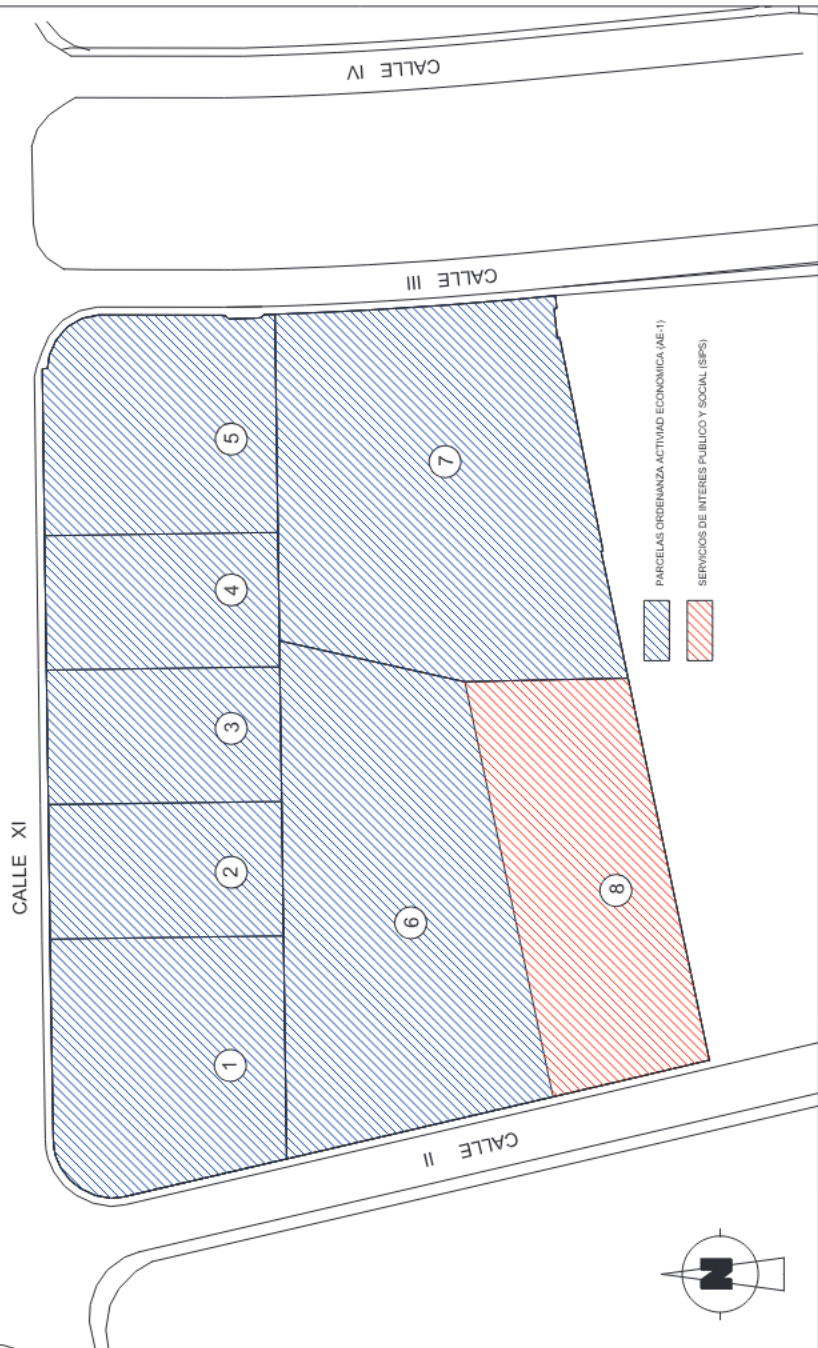 CALLE IV
CALLE III
CALLE XI
5
4
3
2
1
7
6
8
CALLE II
PARCELAS ORDENANZA ACTIVIAD ECONOMICA (AE-1)
SERVICIOS DE INTERES PUBLICO Y SOCIAL (SIPS)
N